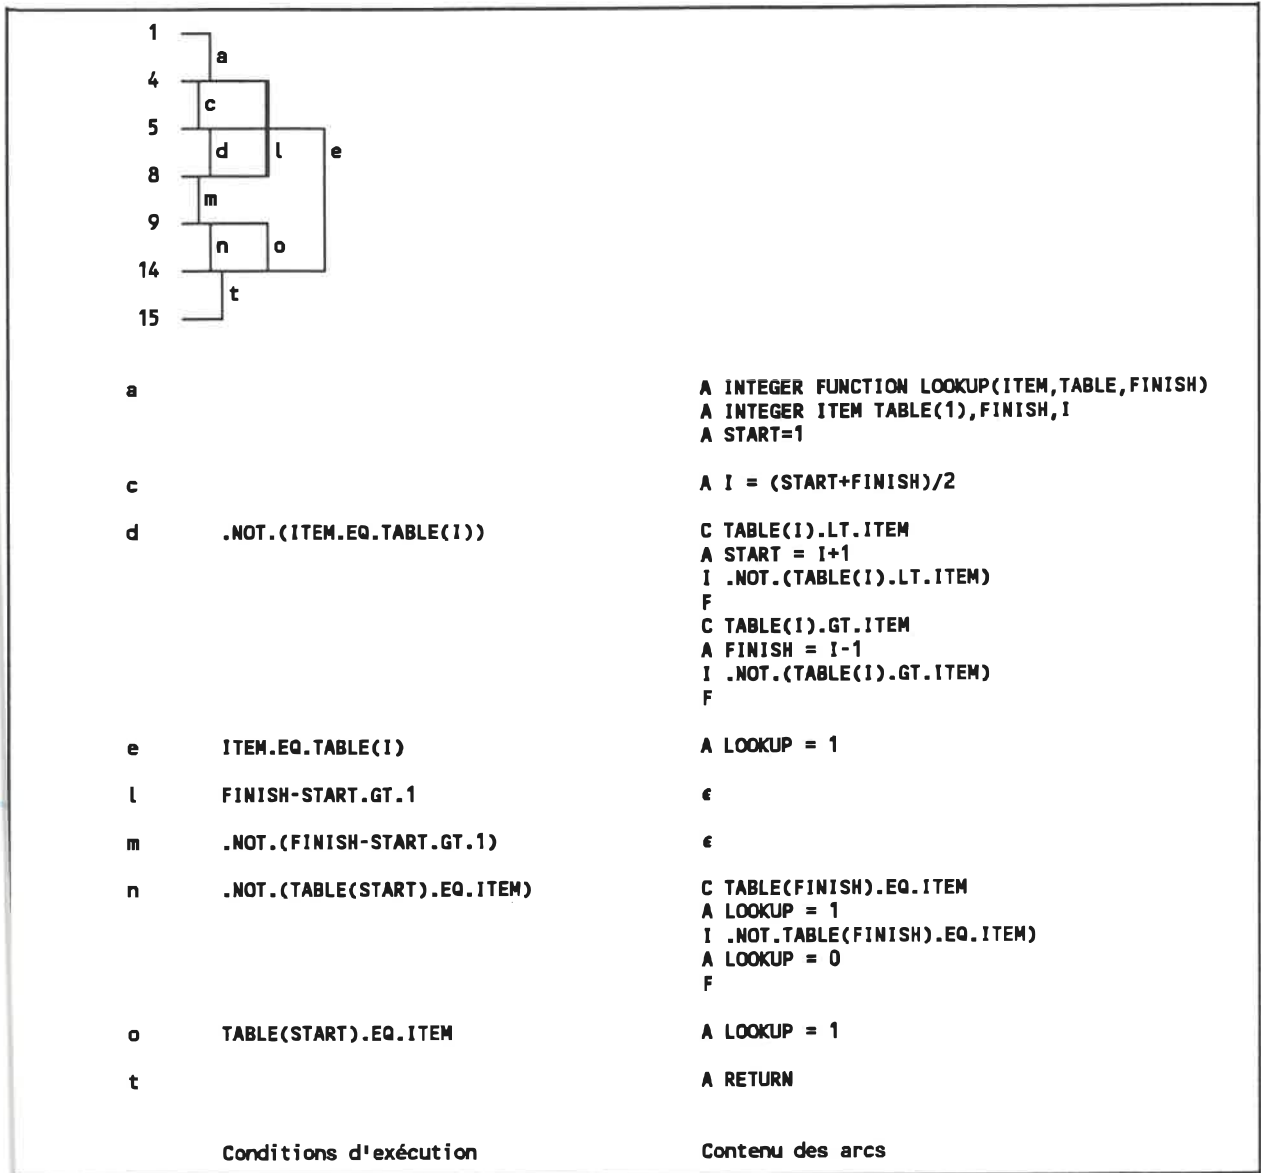 1
a
4
c
5
d l e
8
m
9
n o
14
t
15
a A INTEGER FUNCTION LOOKUP(ITEM,TABLE,FINISH)
A INTEGER ITEM TABLE(1),FINISH,I
A START=1
c A I = (START+FINISH)/2
d .NOT.(ITEM.EQ.TABLE(I)) C TABLE(I).LT.ITEM
A START = I+1
I .NOT.(TABLE(I).LT.ITEM)
F
C TABLE(I).GT.ITEM
A FINISH = I-1
I .NOT.(TABLE(I).GT.ITEM)
F
e ITEM.EQ.TABLE(I) A LOOKUP = 1
l FINISH-START.GT.1 ϵ
m .NOT.(FINISH-START.GT.1) ϵ
n .NOT.(TABLE(START).EQ.ITEM) C TABLE(FINISH).EQ.ITEM
A LOOKUP = 1
I .NOT.TABLE(FINISH).EQ.ITEM)
A LOOKUP = 0
F
o TABLE(START).EQ.ITEM A LOOKUP = 1
t A RETURN
Conditions d'exécution Contenu des arcs